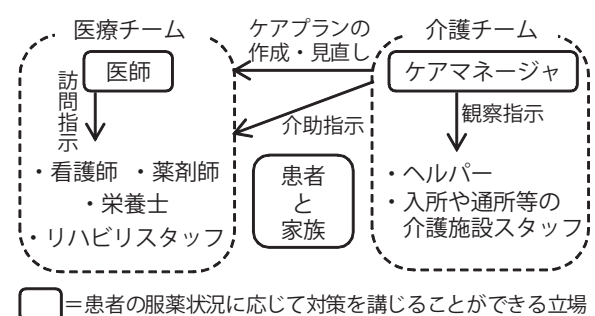 医療チーム
医師
訪問指示
・看護師 ・薬剤師
・栄養士
・リハビリスタッフ
ケアプランの
作成・見直し
介助指示
患者
と
家族
介護チーム
ケアマネージャ
観察指示
・ヘルパー
・入所や通所等の
介護施設スタッフ
=患者の服薬状況に応じて対策を講じることができる立場